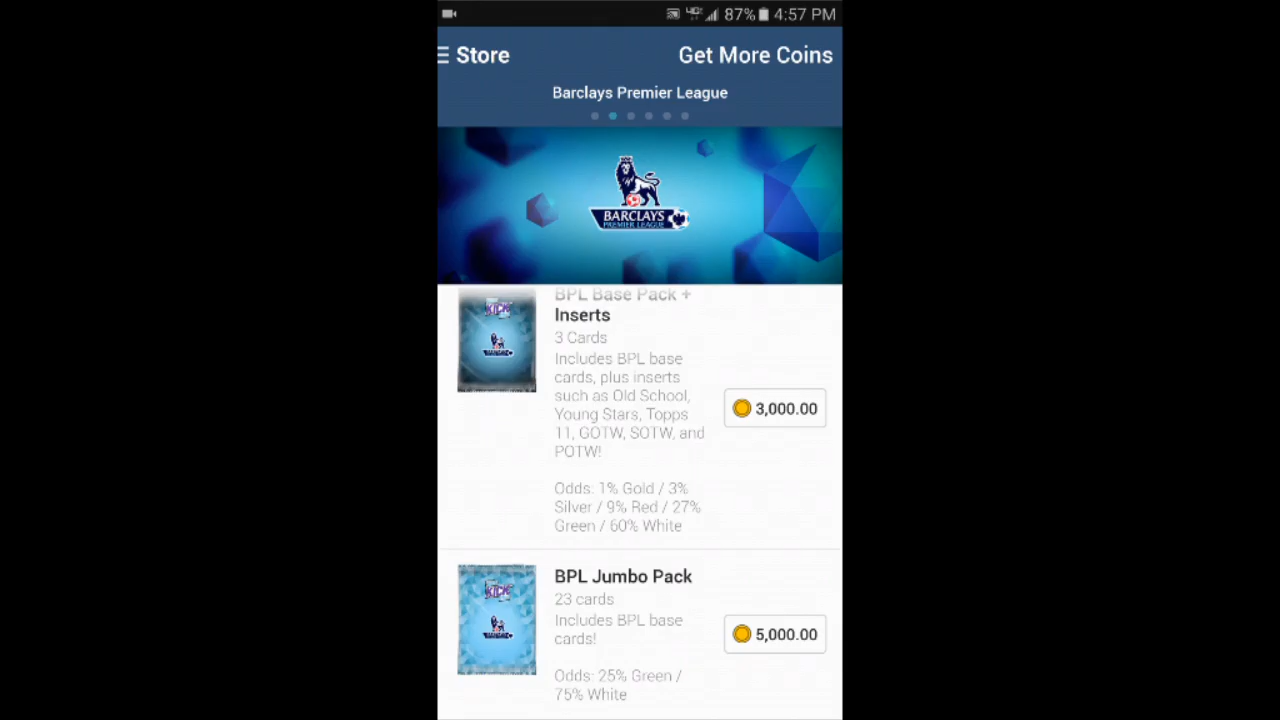 4G 87% 4:57 PM
Store
Get More Coins
Barclays Premier League
BARCLAYS
PREMIER LEAGUE
KICK
BPL Base Pack +
Inserts
3 Cards
Includes BPL base
cards, plus inserts
such as Old School,
Young Stars, Topps
11, GOTW, SOTW, and
POTW!
Odds: 1% Gold / 3%
Silver / 9% Red / 27%
Green / 60% White
3,000.00
KICK
BPL Jumbo Pack
23 cards
Includes BPL base
cards!
Odds: 25% Green /
75% White
5,000.00